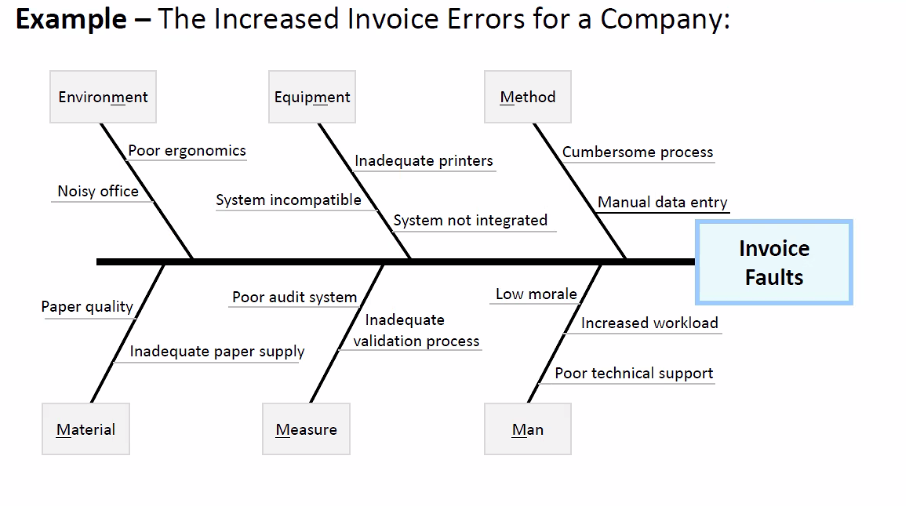 Example – The Increased Invoice Errors for a Company:
Environment
Equipment
Method
Poor ergonomics
Inadequate printers
Cumbersome process
Noisy office
System incompatible
Manual data entry
System not integrated
Invoice
Faults
Paper quality
Poor audit system
Low morale
Inadequate
validation process
Increased workload
Inadequate paper supply
Poor technical support
Material
Measure
Man